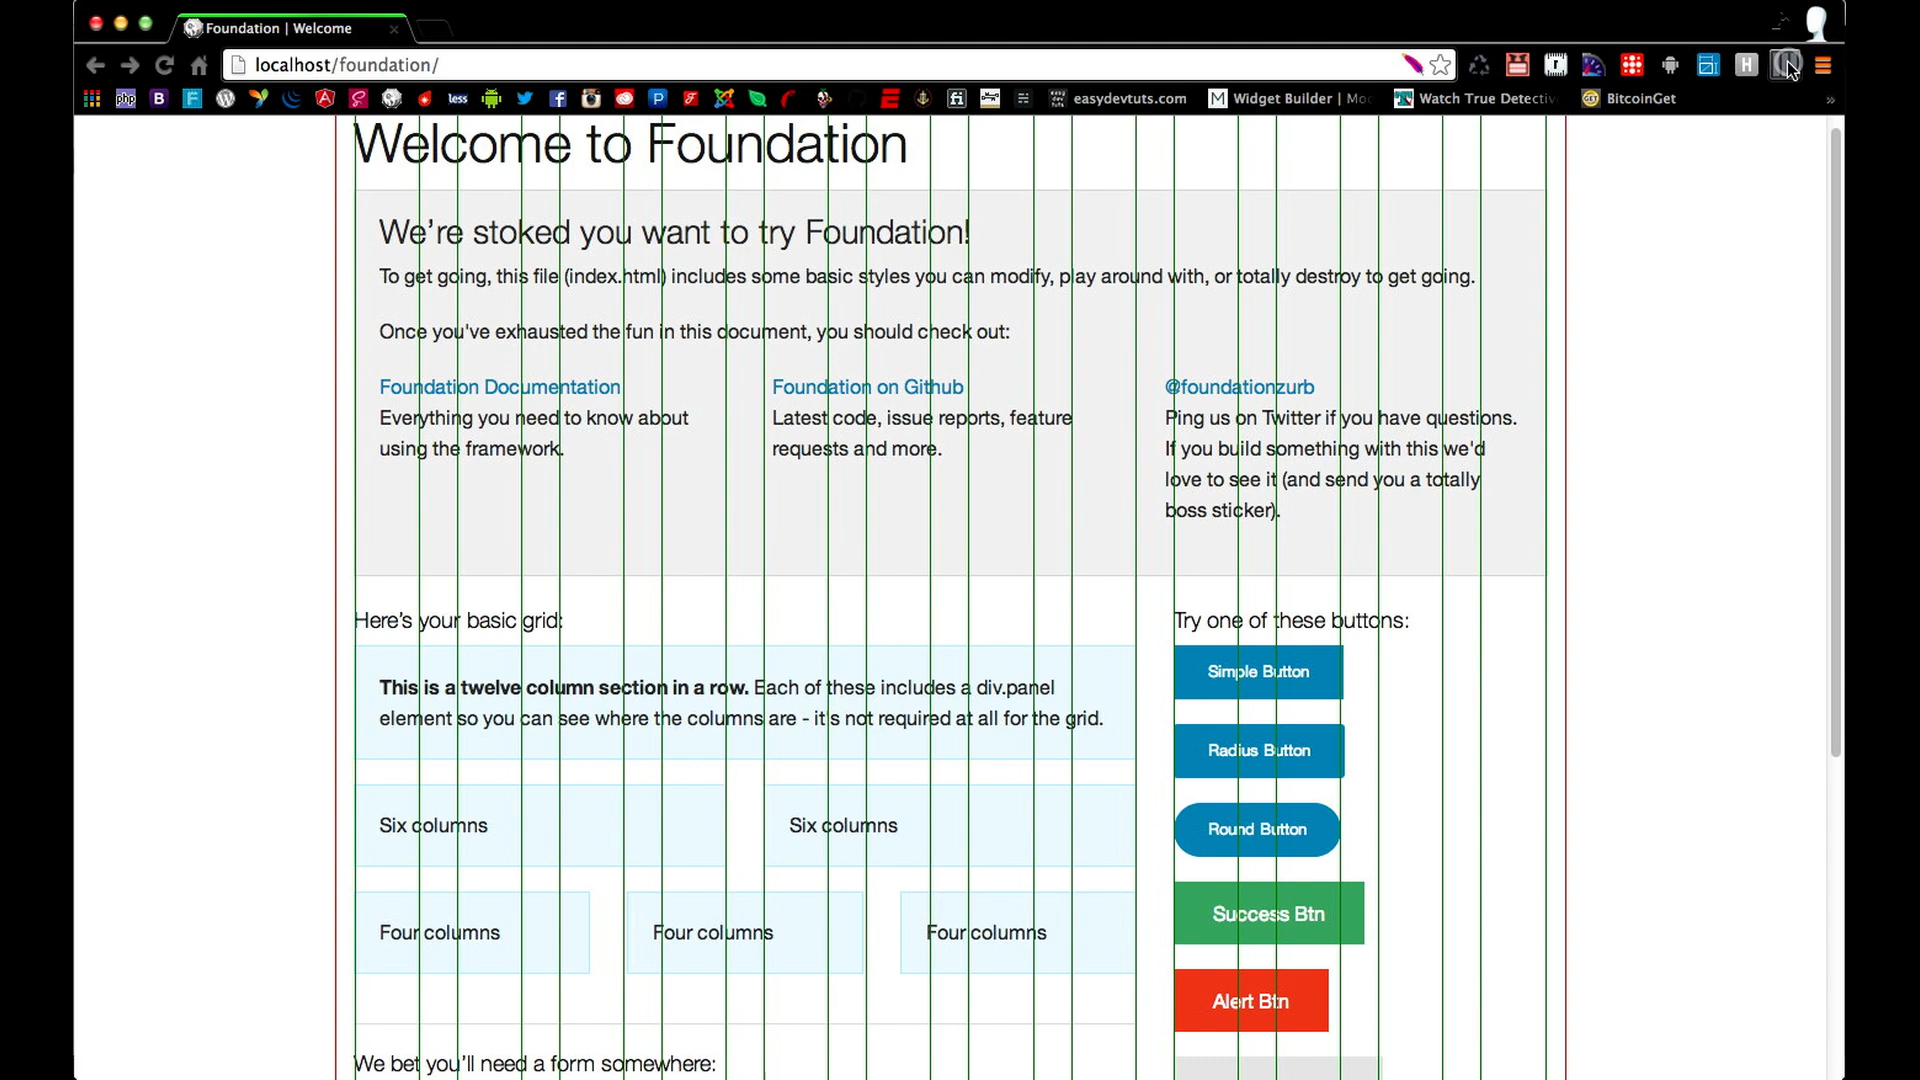 Foundation | Welcome
localhost/foundation/
php
B
F
less
easydevtuts.com
M Widget Builder | Mo
Watch True Detectiv
GET BitcoinGet
Welcome to Foundation
We're stoked you want to try Foundation!
To get going, this file (index.html) includes some basic styles you can modify, play around with, or totally destroy to get going.
Once you've exhausted the fun in this document, you should check out:
Foundation Documentation
Everything you need to know about
using the framework.
Foundation on Github
Latest code, issue reports, feature
requests and more.
@foundationzurb
Ping us on Twitter if you have questions.
If you build something with this we'd
love to see it (and send you a totally
boss sticker).
Here's your basic grid:
This is a twelve column section in a row. Each of these includes a div.panel
element so you can see where the columns are - it's not required at all for the grid.
Six columns
Six columns
Four columns
Four columns
Four columns
We bet you'll need a form somewhere:
Try one of these buttons:
Simple Button
Radius Button
Round Button
Success Btn
Alert Btn